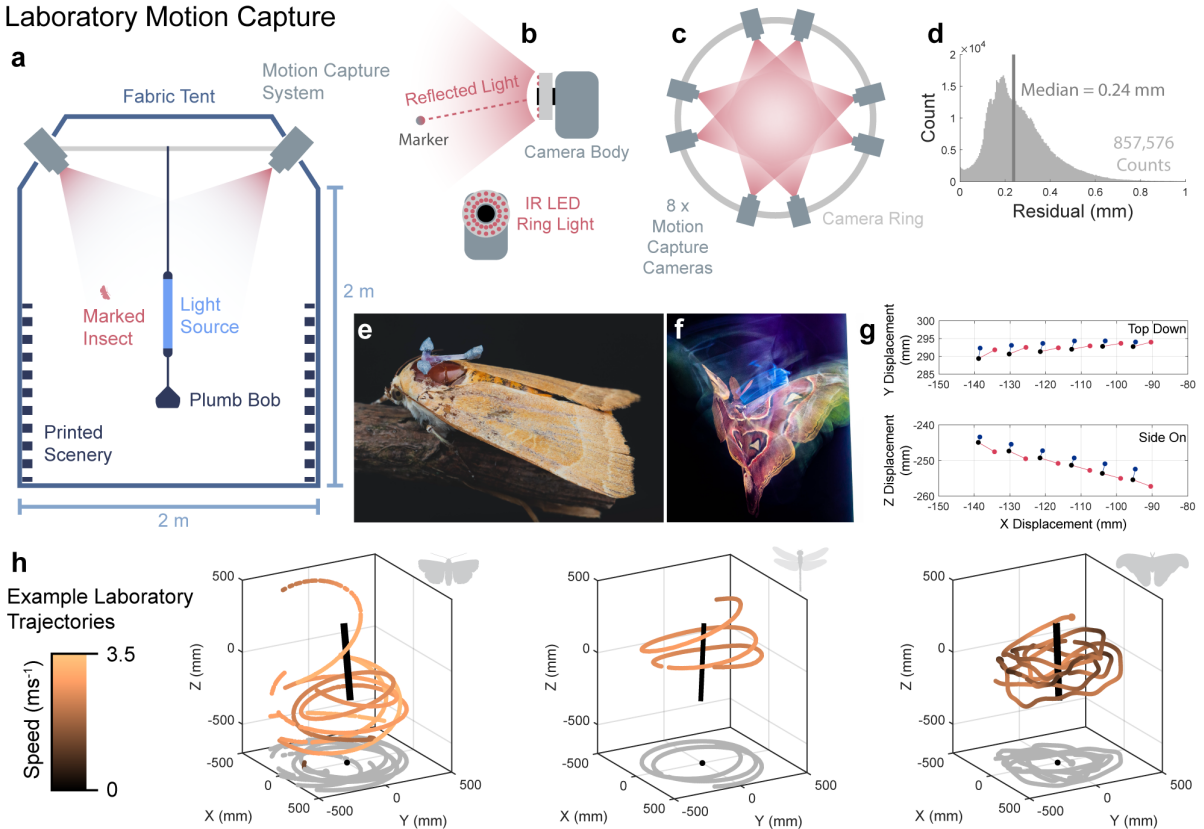 Laboratory Motion Capture
a
Fabric Tent
Motion Capture
System
Marked
Insect
Light
Source
Plumb Bob
Printed
Scenery
2 m
2 m
b
Reflected Light
Marker
Camera Body
IR LED
Ring Light
c
8 x
Motion
Capture
Cameras
Camera Ring
d
×10⁴
2
1.5
1
0.5
0
Count
Median = 0.24 mm
857,576
Counts
0 0.2 0.4 0.6 0.8 1
Residual (mm)
e
f
g
Y Displacement
(mm)
300
295
290
285
Top Down
-150 -140 -130 -120 -110 -100 -90 -80
Z Displacement
(mm)
-240
-250
-260
Side On
-150 -140 -130 -120 -110 -100 -90 -80
X Displacement (mm)
h
Example Laboratory
Trajectories
Speed (ms⁻¹)
3.5
0
500
0
-500
Z (mm)
-500
0
500
X (mm)
-500
0
500
Y (mm)
500
0
-500
Z (mm)
-500
0
500
X (mm)
-500
0
500
Y (mm)
500
0
-500
Z (mm)
-500
0
500
X (mm)
-500
0
500
Y (mm)